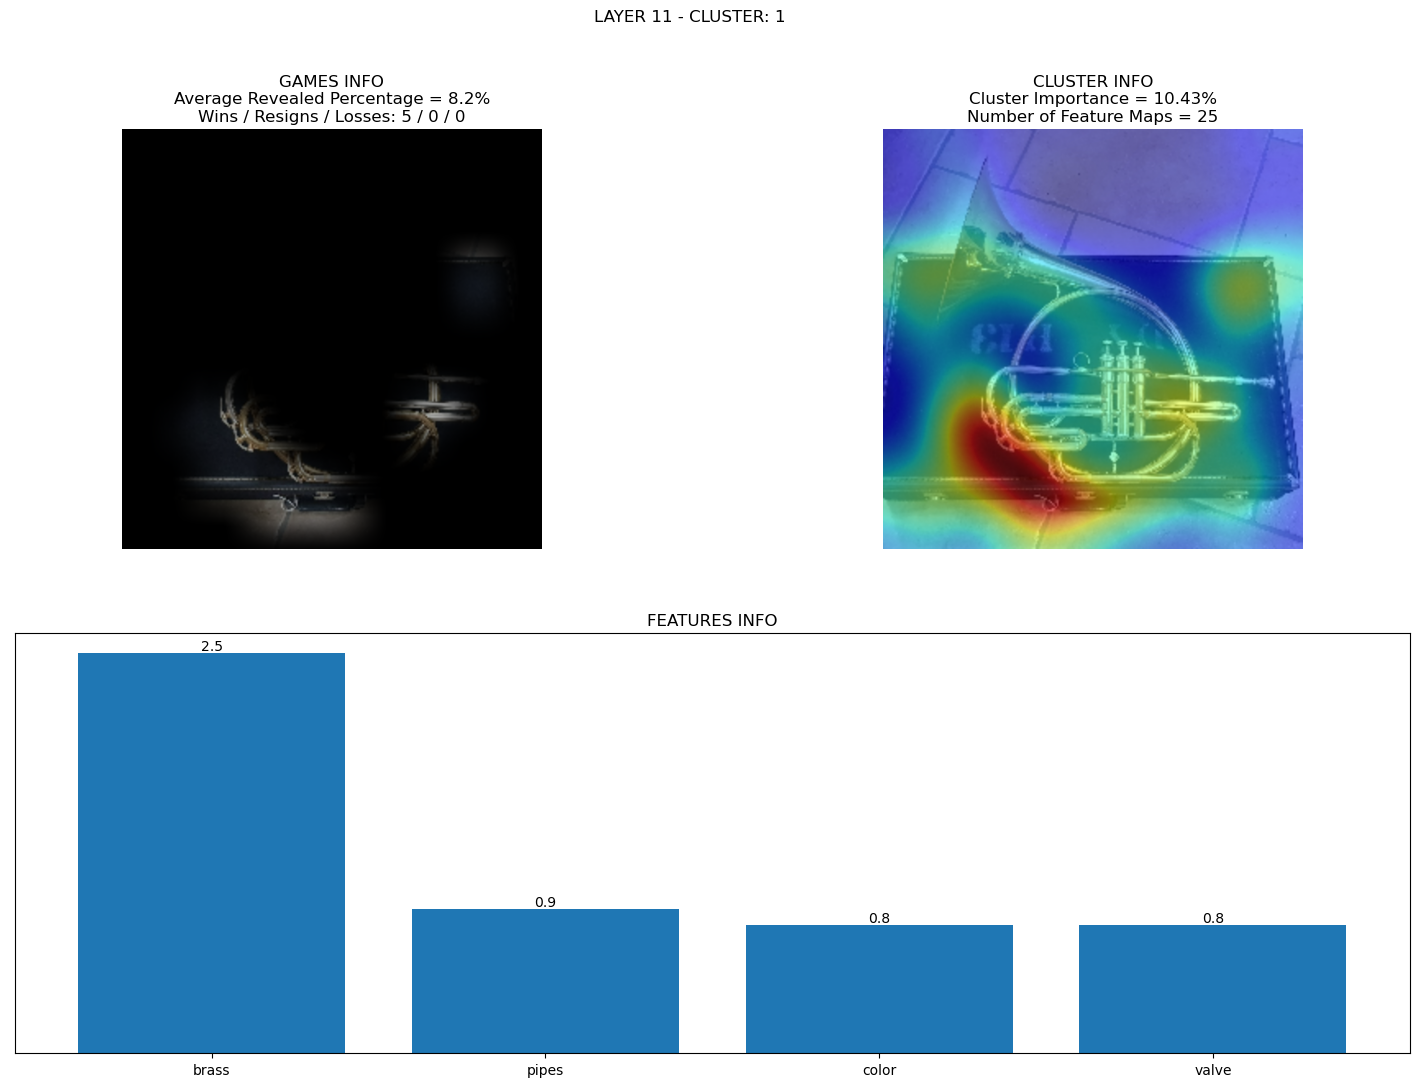 LAYER 11 - CLUSTER: 1
GAMES INFO
Average Revealed Percentage = 8.2%
Wins / Resigns / Losses: 5 / 0 / 0
CLUSTER INFO
Cluster Importance = 10.43%
Number of Feature Maps = 25
FEATURES INFO
2.5
0.9
0.8
0.8
brass
pipes
color
valve